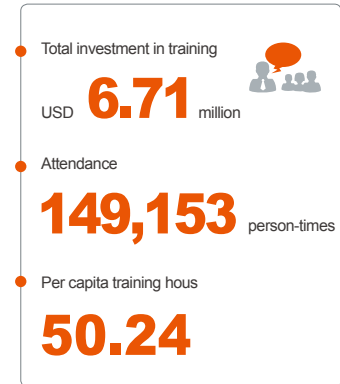 Total investment in training
USD 6.71 million
Attendance
149,153 person-times
Per capita training hous
50.24